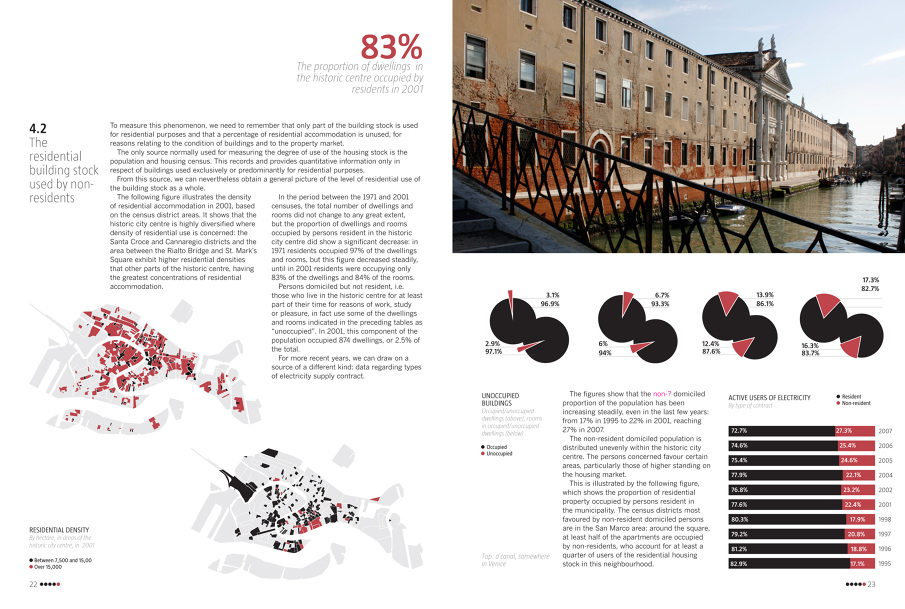 83%
The proportion of dwellings in
the historic centre occupied by
residents in 2001
4.2
The
residential
building stock
used by non-
residents
To measure this phenomenon, we need to remember that only part of the building stock is used
for residential purposes and that a percentage of residential accommodation is unused, for
reasons relating to the condition of buildings and to the property market.
The only source normally used for measuring the degree of use of the housing stock is the
population and housing census. This records and provides quantitative information only in
respect of buildings used exclusively or predominantly for residential purposes.
From this source, we can nevertheless obtain a general picture of the level of residential use of
the building stock as a whole.
The following figure illustrates the density
of residential accommodation in 2001, based
on the census district areas. It shows that the
historic city centre is highly diversified where
density of residential use is concerned: the
Santa Croce and Cannaregio districts and the
area between the Rialto Bridge and St. Mark's
Square exhibit higher residential densities
that other parts of the historic centre, having
the greatest concentrations of residential
accommodation.
In the period between the 1971 and 2001
censuses, the total number of dwellings and
rooms did not change to any great extent,
but the proportion of dwellings and rooms
occupied by persons resident in the historic
city centre did show a significant decrease: in
1971 residents occupied 97% of the dwellings
and rooms, but this figure decreased steadily,
until in 2001 residents were occupying only
83% of the dwellings and 84% of the rooms.
Persons domiciled but not resident, i.e.
those who live in the historic centre for at least
part of their time for reasons of work, study
or pleasure, in fact use some of the dwellings
and rooms indicated in the preceding tables as
"unoccupied". In 2001, this component of the
population occupied 874 dwellings, or 2.5% of
the total.
For more recent years, we can draw on a
source of a different kind: data regarding types
of electricity supply contract.
RESIDENTIAL DENSITY
By hectare, in areas of the
historic city centre, in 2001
Between 7,500 and 15,00
Over 15,000
22
3.1%
96.9%
2.9%
97.1%
6.7%
93.3%
6%
94%
13.9%
86.1%
12.4%
87.6%
17.3%
82.7%
16.3%
83.7%
UNOCCUPIED
BUILDINGS
Occupied/unoccupied
dwellings (above), rooms
in occupied/unoccupied
dwellings (below)
Occupied
Unoccupied
Top: a canal, somewhere
in Venice
The figures show that the non-? domiciled
proportion of the population has been
increasing steadily, even in the last few years:
from 17% in 1995 to 22% in 2001, reaching
27% in 2007.
The non-resident domiciled population is
distributed unevenly within the historic city
centre. The persons concerned favour certain
areas, particularly those of higher standing on
the housing market.
This is illustrated by the following figure,
which shows the proportion of residential
property occupied by persons resident in
the municipality. The census districts most
favoured by non-resident domiciled persons
are in the San Marco area: around the square,
at least half of the apartments are occupied
by non-residents, who account for at least a
quarter of users of the residential housing
stock in this neighbourhood.
ACTIVE USERS OF ELECTRICITY
By type of contract
Resident
Non-resident
72.7% 27.3% 2007
74.6% 25.4% 2006
75.4% 24.6% 2005
77.9% 22.1% 2004
76.8% 23.2% 2002
77.6% 22.4% 2001
80.3% 17.9% 1998
79.2% 20.8% 1997
81.2% 18.8% 1996
82.9% 17.1% 1995
23